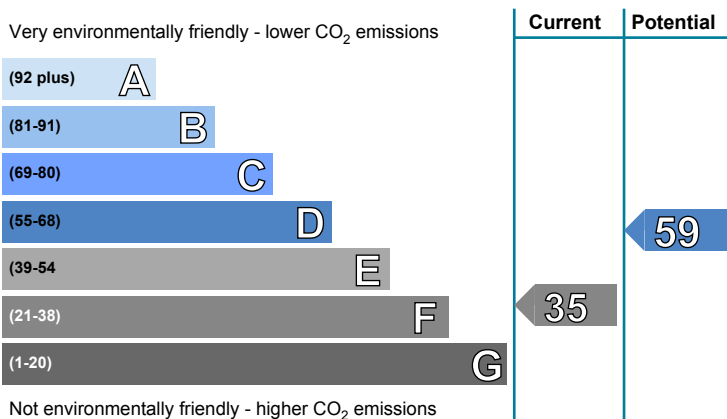 Current Potential
Very environmentally friendly - lower CO2 emissions
(92 plus) A
(81-91) B
(69-80) C
(55-68) D
59
(39-54 E
(21-38) F
35
(1-20) G
Not environmentally friendly - higher CO2 emissions